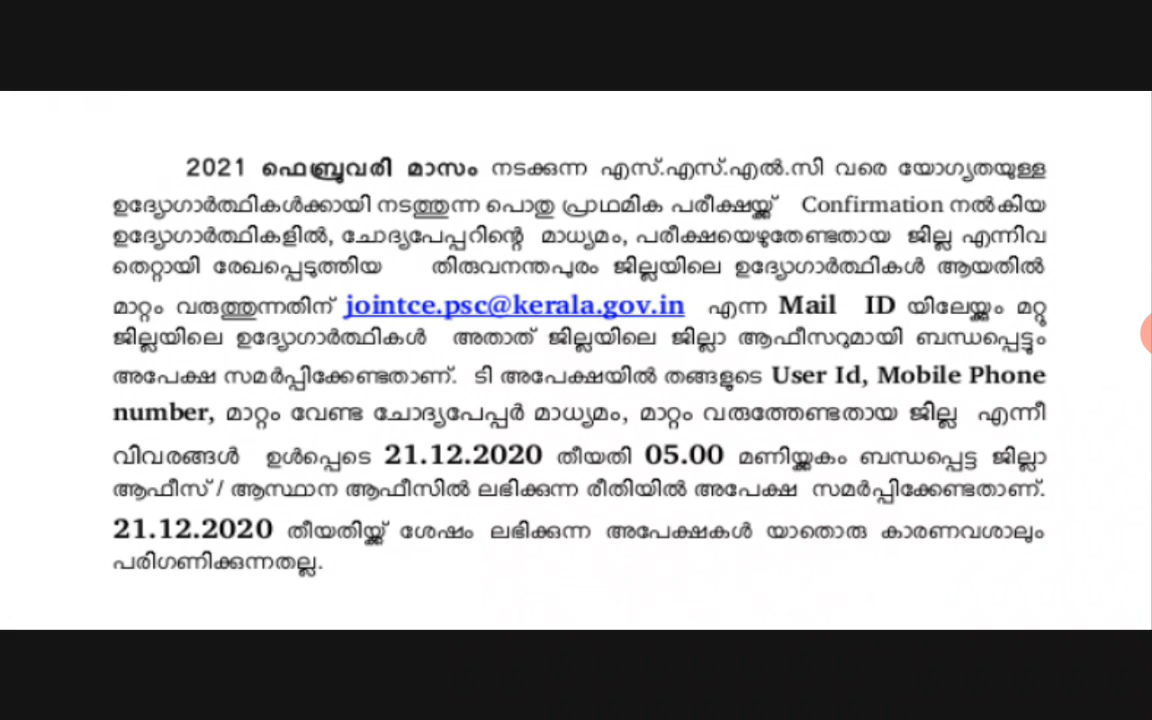 2021 ഫെബ്രുവരി മാസം നടക്കുന്ന എസ്.എസ്.എൽ.സി വരെ യോഗ്യതയുള്ള
ഉദ്യോഗാർത്ഥികൾക്കായി നടത്തുന്ന പൊതു പ്രാഥമിക പരീക്ഷയ്ക്ക് Confirmation നൽകിയ
ഉദ്യോഗാർത്ഥികളിൽ, ചോദ്യപേപ്പറിന്റെ മാധ്യമം, പരീക്ഷയെഴുതേണ്ടതായ ജില്ല എന്നിവ
തെറ്റായി രേഖപ്പെടുത്തിയ തിരുവനന്തപുരം ജില്ലയിലെ ഉദ്യോഗാർത്ഥികൾ ആയതിൽ
മാറ്റം വരുത്തുന്നതിന് jointce.psc@kerala.gov.in എന്ന Mail ID യിലേയ്ക്കും മറ്റു
ജില്ലയിലെ ഉദ്യോഗാർത്ഥികൾ അതാത് ജില്ലയിലെ ജില്ലാ ആഫീസറുമായി ബന്ധപ്പെട്ടും
അപേക്ഷ സമർപ്പിക്കേണ്ടതാണ്. ടി അപേക്ഷയിൽ തങ്ങളുടെ User Id, Mobile Phone
number, മാറ്റം വേണ്ട ചോദ്യപേപ്പർ മാധ്യമം, മാറ്റം വരുത്തേണ്ടതായ ജില്ല എന്നീ
വിവരങ്ങൾ ഉൾപ്പെടെ 21.12.2020 തീയതി 05.00 മണിയ്ക്കകം ബന്ധപ്പെട്ട ജില്ലാ
ആഫീസ് / ആസ്ഥാന ആഫീസിൽ ലഭിക്കുന്ന രീതിയിൽ അപേക്ഷ സമർപ്പിക്കേണ്ടതാണ്.
21.12.2020 തീയതിയ്ക്ക് ശേഷം ലഭിക്കുന്ന അപേക്ഷകൾ യാതൊരു കാരണവശാലും
പരിഗണിക്കുന്നതല്ല.